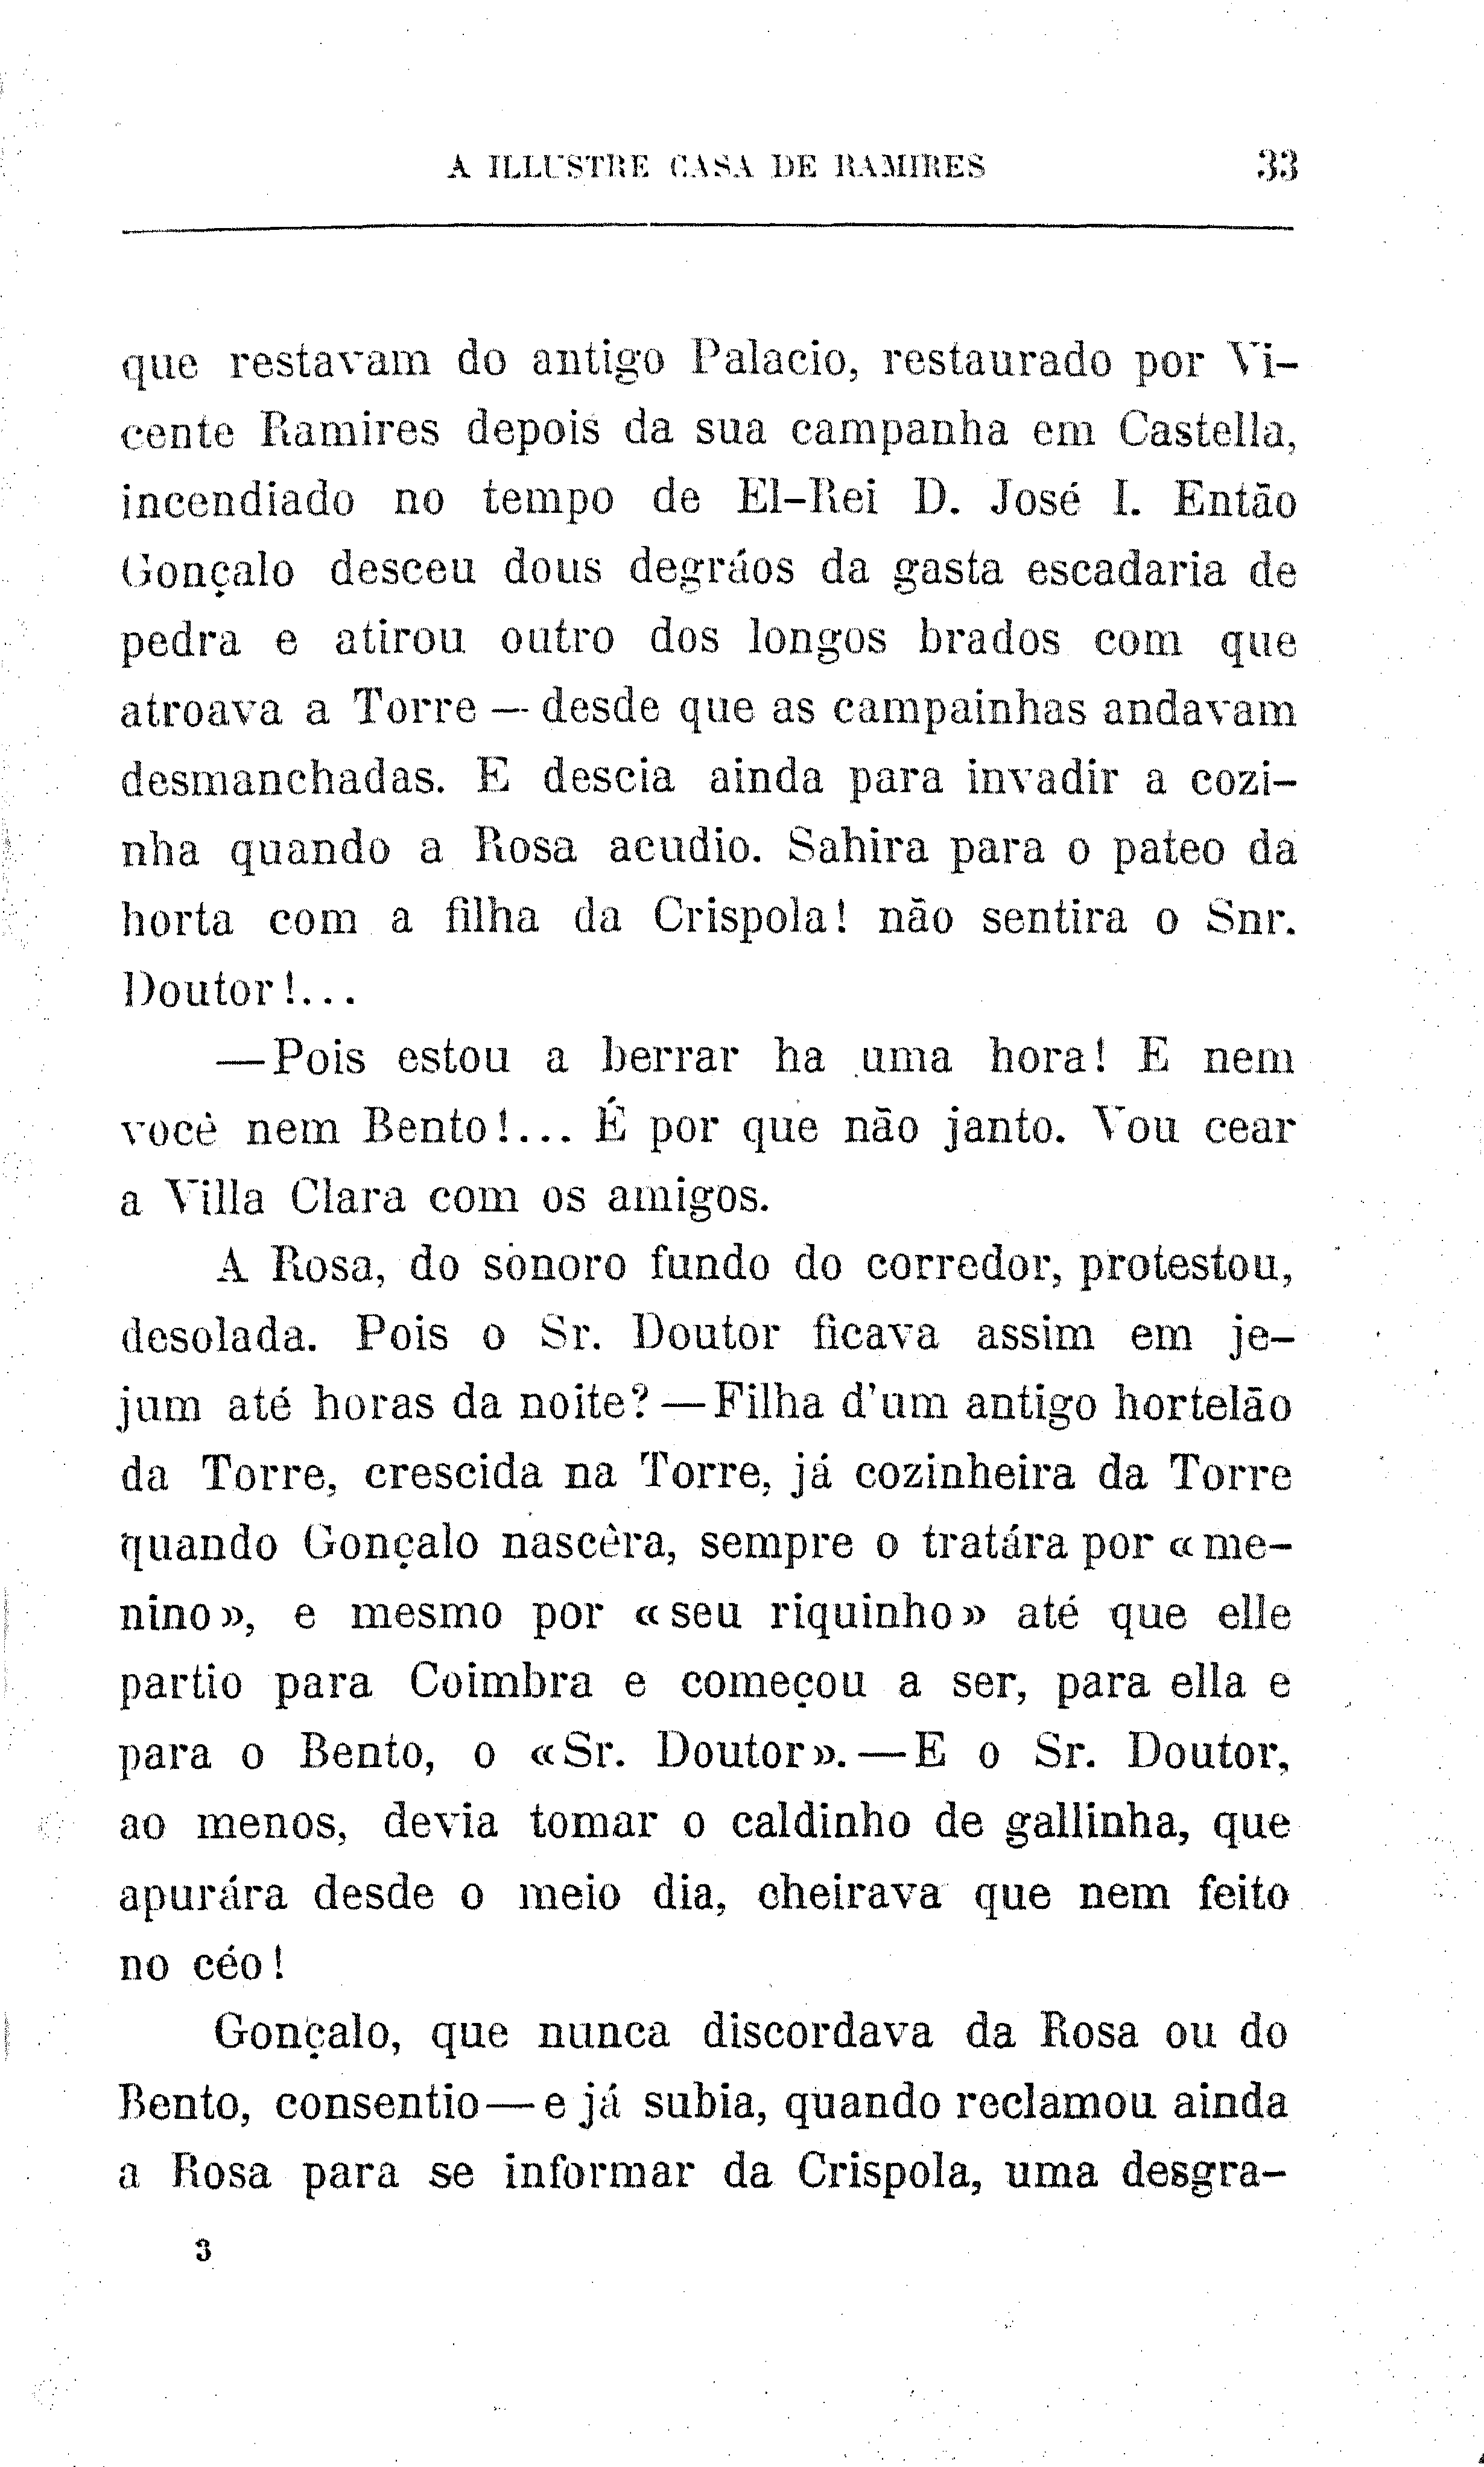 A ILLUSTRE CASA DE RAMIRES 33
que restavam do antigo Palacio, restaurado por Vi-
cente Ramires depois da sua campanha em Castella,
incendiado no tempo de El-Rei D. José I. Então
Gonçalo desceu dous degráos da gasta escadaria de
pedra e atirou outro dos longos brados com que
atroava a Torre — desde que as campainhas andavam
desmanchadas. E descia ainda para invadir a cozi-
nha quando a Rosa acudio. Sahira para o pateo da
horta com a filha da Crispola! não sentira o Snr.
Doutor!...
—Pois estou a berrar ha uma hora! E nem
você nem Bento!... É por que não janto. Vou cear
a Villa Clara com os amigos.
A Rosa, do sonoro fundo do corredor, protestou,
desolada. Pois o Sr. Doutor ficava assim em je-
jum até horas da noite? —Filha d'um antigo hortelão
da Torre, crescida na Torre, já cozinheira da Torre
quando Gonçalo nascêra, sempre o tratára por «me-
nino», e mesmo por «seu riquinho» até que elle
partio para Coimbra e começou a ser, para ella e
para o Bento, o «Sr. Doutor».—E o Sr. Doutor,
ao menos, devia tomar o caldinho de gallinha, que
apurára desde o meio dia, cheirava que nem feito
no céo!
Gonçalo, que nunca discordava da Rosa ou do
Bento, consentio—e já subia, quando reclamou ainda
a Rosa para se informar da Crispola, uma desgra-
3